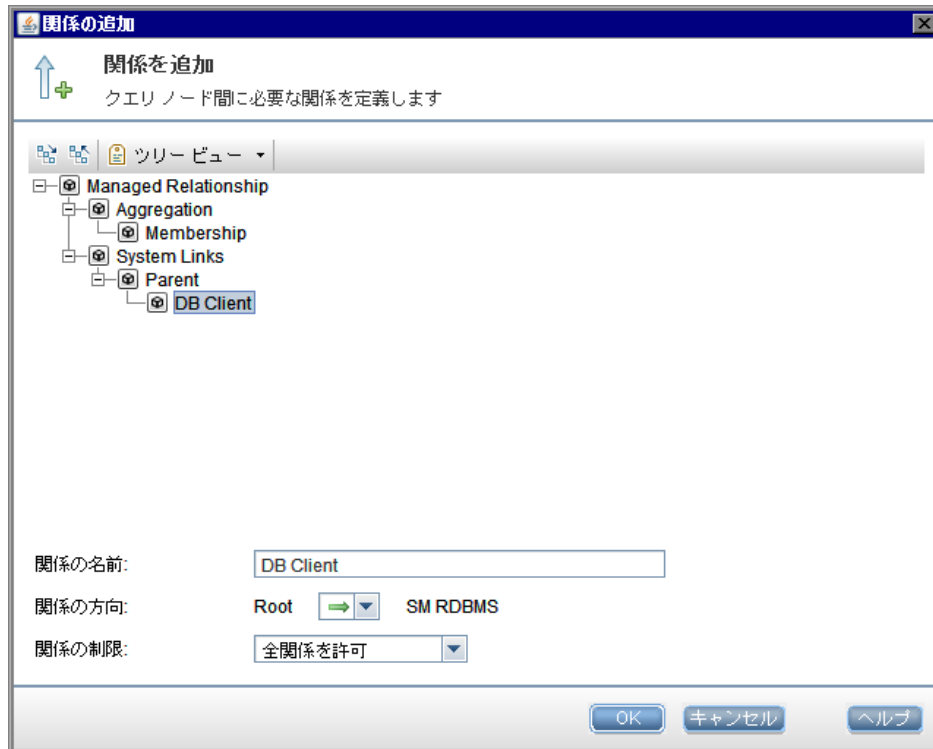 関係の追加
関係を追加
クエリ ノード間に必要な関係を定義します
ツリー ビュー
Managed Relationship
Aggregation
Membership
System Links
Parent
DB Client
関係の名前: DB Client
関係の方向: Root SM RDBMS
関係の制限: 全関係を許可
OK キャンセル ヘルプ